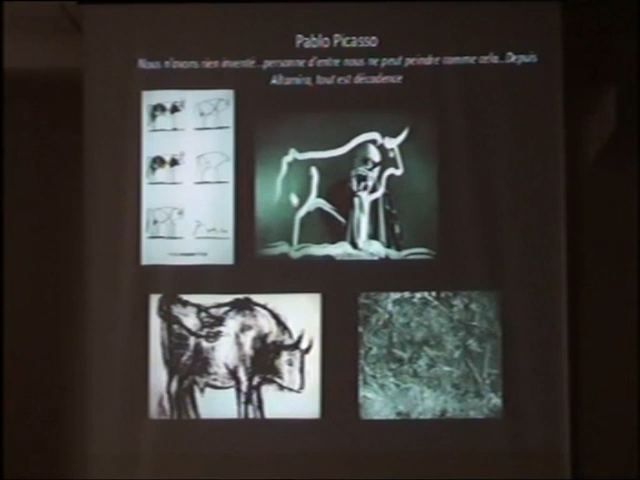 Pablo Picasso
Nous n'avons rien inventé...personne d'entre nous ne peut peindre comme cela...Depuis
Altamira, tout est décadence